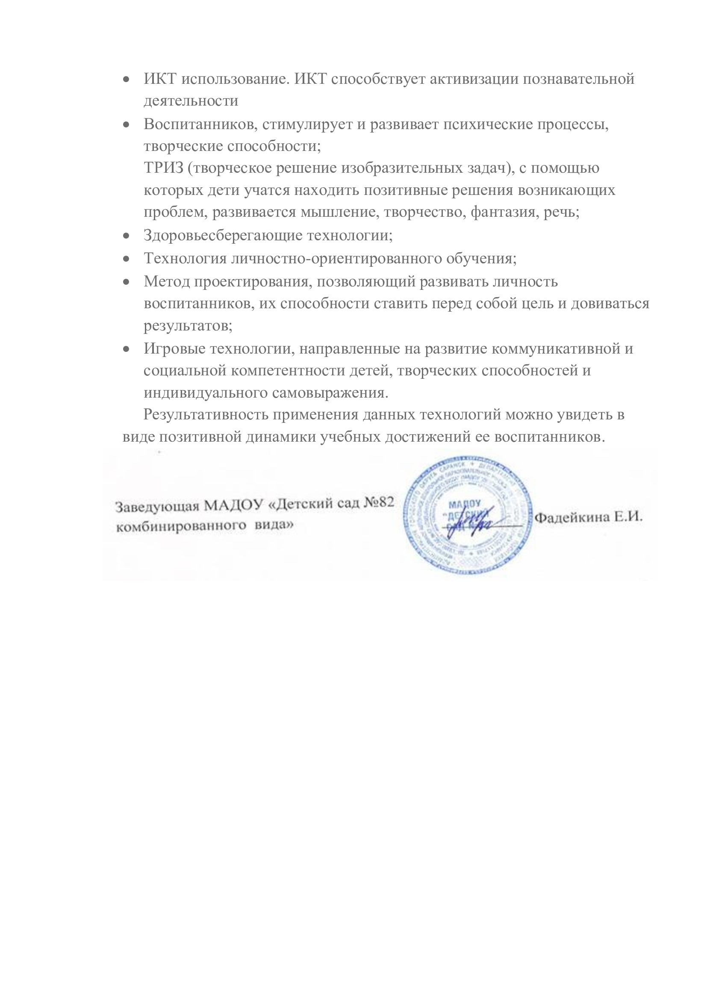 ИКТ использование. ИКТ способствует активизации познавательной
деятельности
Воспитанников, стимулирует и развивает психические процессы,
творческие способности;
ТРИЗ (творческое решение изобразительных задач), с помощью
которых дети учатся находить позитивные решения возникающих
проблем, развивается мышление, творчество, фантазия, речь;
Здоровьесберегающие технологии;
Технология личностно-ориентированного обучения;
Метод проектирования, позволяющий развивать личность
воспитанников, их способности ставить перед собой цель и довиваться
результатов;
Игровые технологии, направленные на развитие коммуникативной и
социальной компетентности детей, творческих способностей и
индивидуального самовыражения.
Результативность применения данных технологий можно увидеть в
виде позитивной динамики учебных достижений ее воспитанников.
Заведующая МАДОУ «Детский сад №82
комбинированного вида»
МАДОУ
"ДЕТСКИЙ
САД
Фадейкина Е.И.